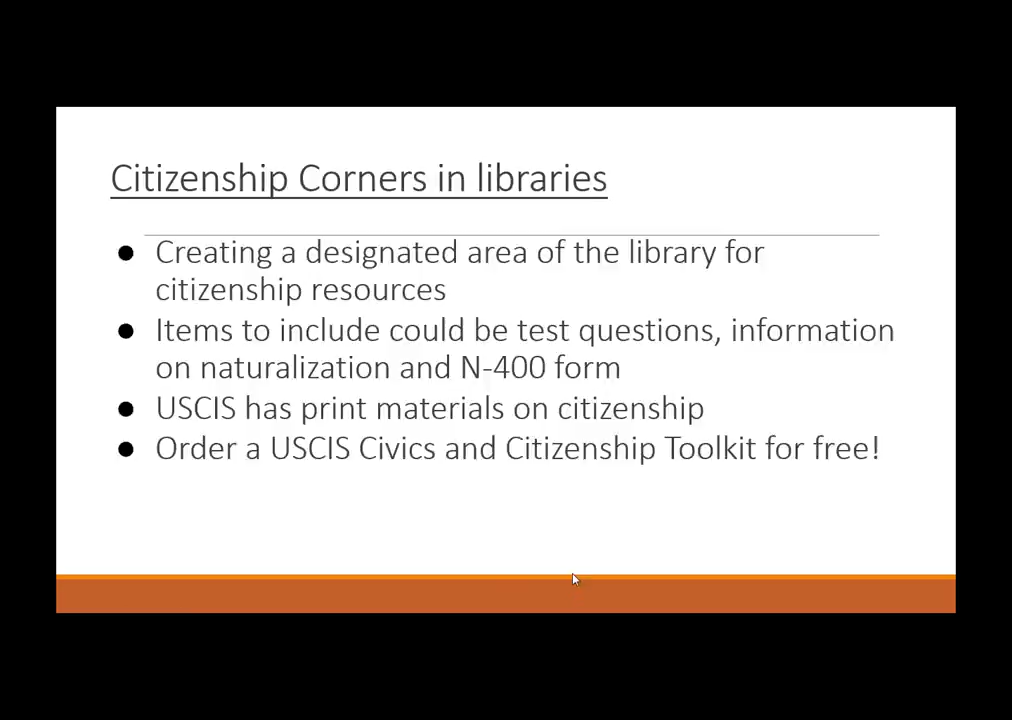 Citizenship Corners in libraries
● Creating a designated area of the library for
citizenship resources
● Items to include could be test questions, information
on naturalization and N-400 form
● USCIS has print materials on citizenship
● Order a USCIS Civics and Citizenship Toolkit for free!